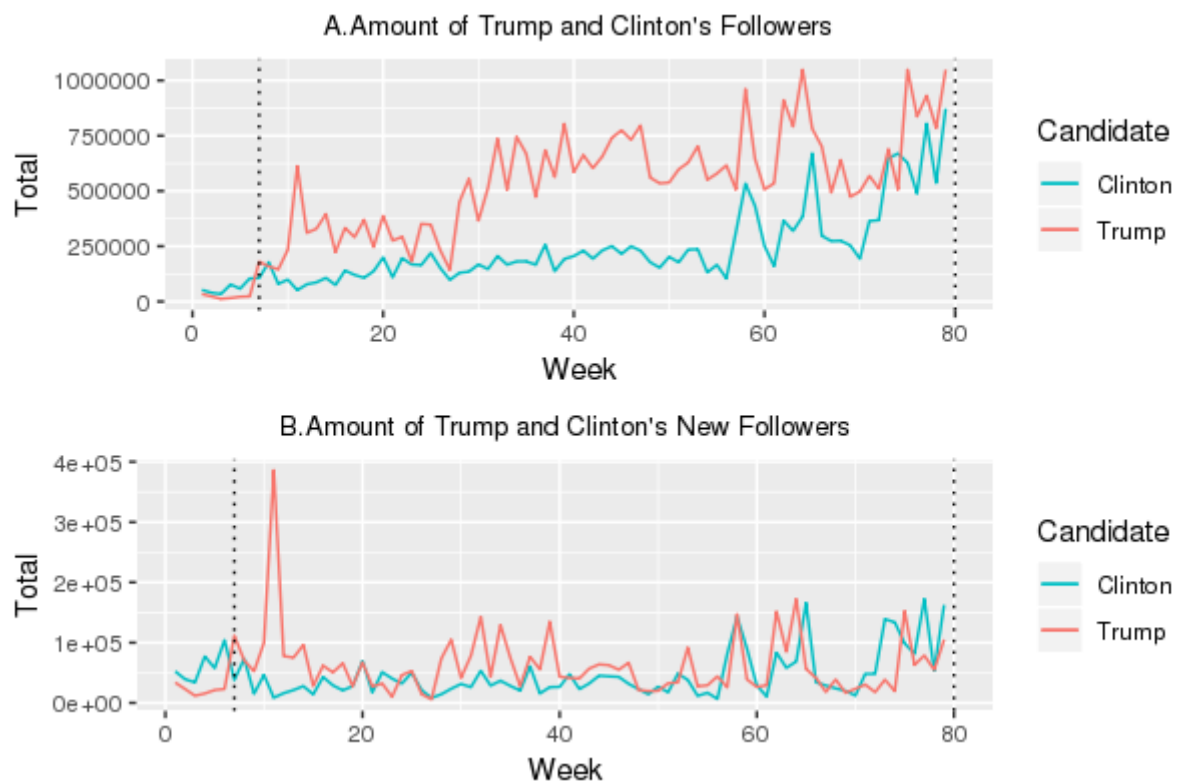 A.Amount of Trump and Clinton's Followers
1000000
750000
500000
250000
0
Total
0 20 40 60 80
Week
Candidate
Clinton
Trump
B.Amount of Trump and Clinton's New Followers
4e+05
3e+05
2e+05
1e+05
0e+00
Total
0 20 40 60 80
Week
Candidate
Clinton
Trump